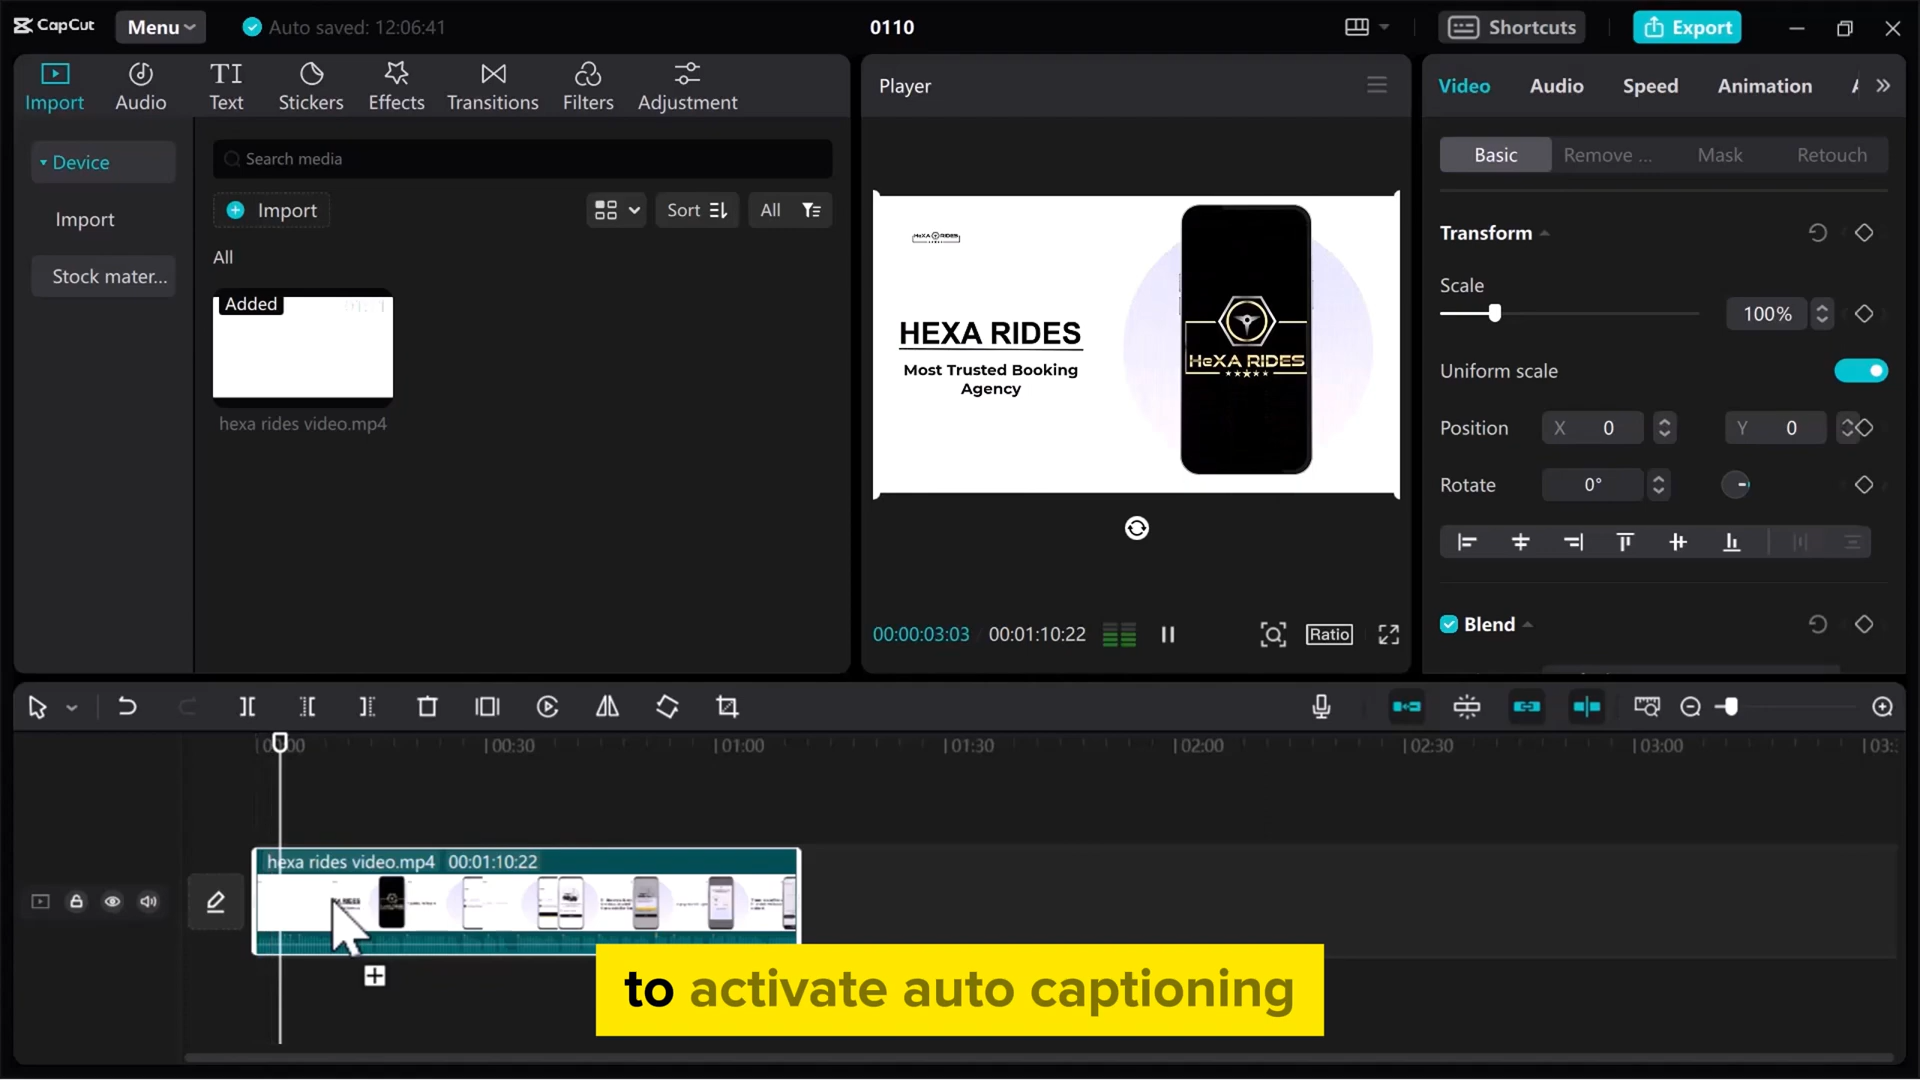 CapCut
Menu
Auto saved: 12:06:41
0110
Shortcuts
Export
Import
Audio
TI
Text
Stickers
Effects
Transitions
Filters
Adjustment
Device
Import
Stock mater...
Search media
Import
Sort
All
All
Added
hexa rides video.mp4
Player
HeXA RIDES
HEXA RIDES
Most Trusted Booking
Agency
HeXA RIDES
00:00:03:03
00:01:10:22
Ratio
Video
Audio
Speed
Animation
Basic
Remove ...
Mask
Retouch
Transform
Scale
100%
Uniform scale
Position
X 0
Y 0
Rotate
0°
Blend
00:30
01:00
01:30
02:00
02:30
03:00
hexa rides video.mp4 00:01:10:22
to activate auto captioning